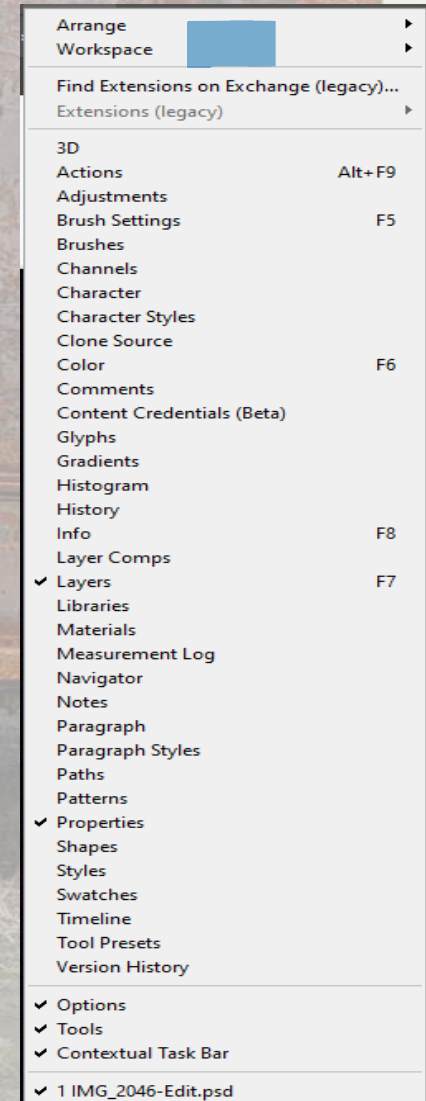 Arrange
Workspace
Find Extensions on Exchange (legacy)...
Extensions (legacy)
3D
Actions Alt+F9
Adjustments
Brush Settings F5
Brushes
Channels
Character
Character Styles
Clone Source
Color F6
Comments
Content Credentials (Beta)
Glyphs
Gradients
Histogram
History
Info F8
Layer Comps
Layers F7
Libraries
Materials
Measurement Log
Navigator
Notes
Paragraph
Paragraph Styles
Paths
Patterns
Properties
Shapes
Styles
Swatches
Timeline
Tool Presets
Version History
Options
Tools
Contextual Task Bar
1 IMG_2046-Edit.psd